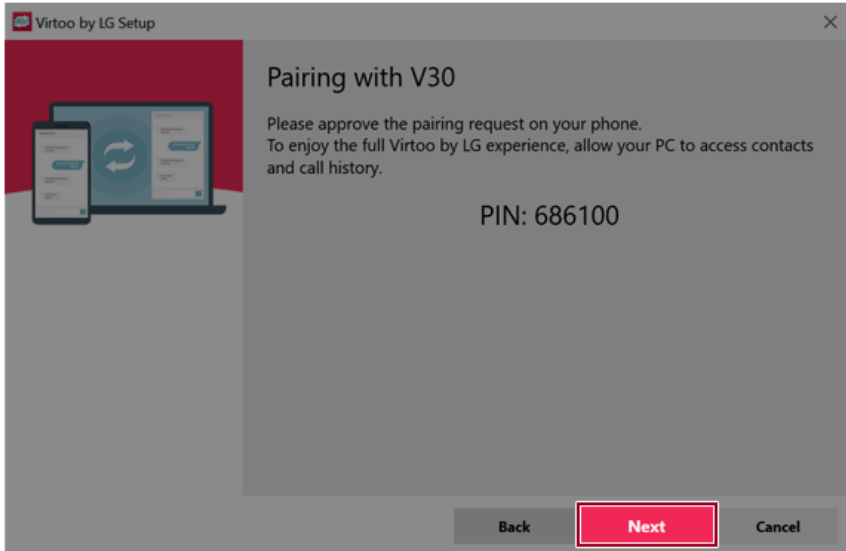 Virtoo by LG Setup
Pairing with V30
Please approve the pairing request on your phone.
To enjoy the full Virtoo by LG experience, allow your PC to access contacts
and call history.
PIN: 686100
Back Next Cancel